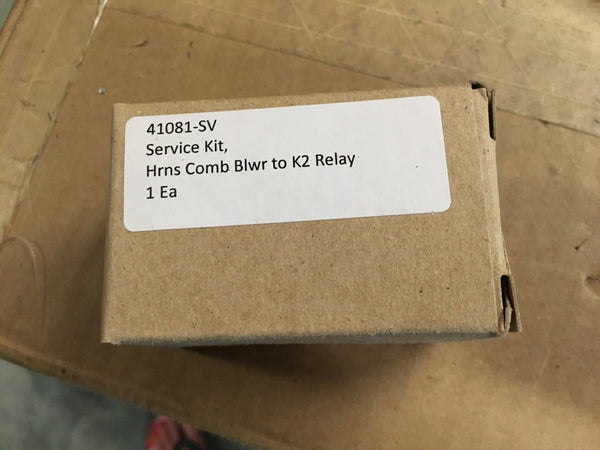 41081-SV
Service Kit,
Hrns Comb Blwr to K2 Relay
1 Ea